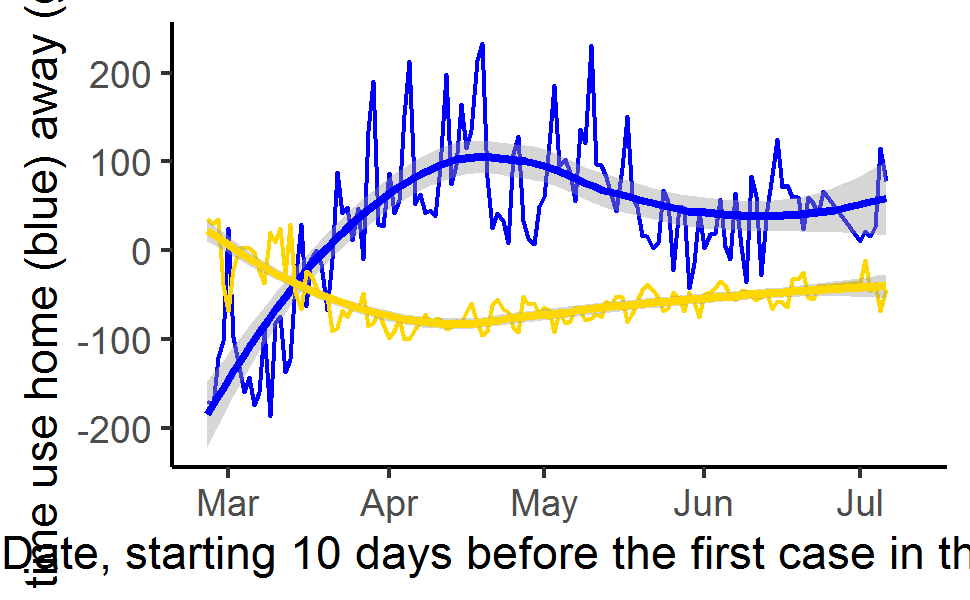 time use home (blue) away (
200
100
0
-100
-200
Mar Apr May Jun Jul
Date, starting 10 days before the first case in th